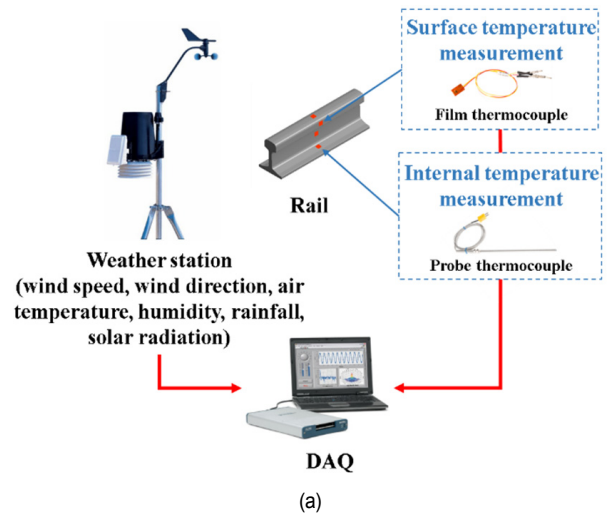 Surface temperature
measurement
Film thermocouple
Internal temperature
measurement
Probe thermocouple
Rail
Weather station
(wind speed, wind direction, air
temperature, humidity, rainfall,
solar radiation)
DAQ
(a)